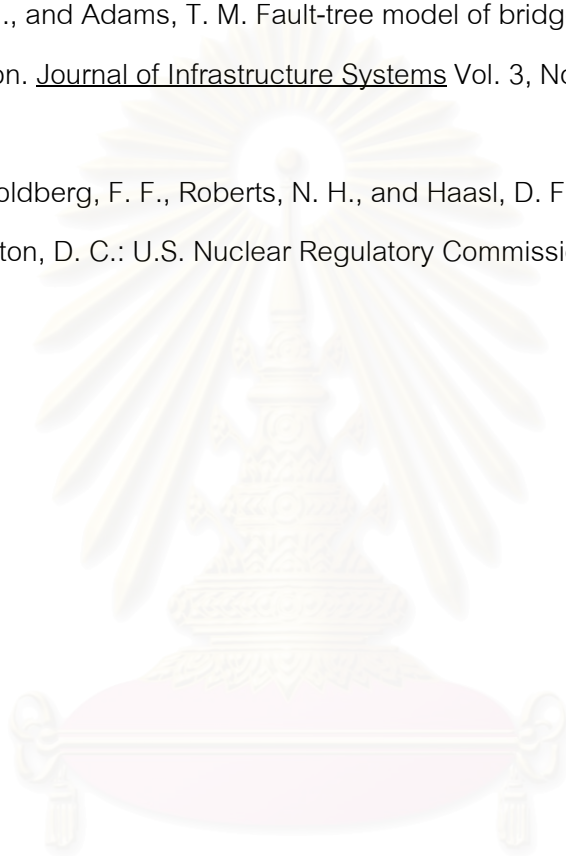 ., and Adams, T. M. Fault-tree model of bridg
on. Journal of Infrastructure Systems Vol. 3, No
oldberg, F. F., Roberts, N. H., and Haasl, D. F
ton, D. C.: U.S. Nuclear Regulatory Commissi